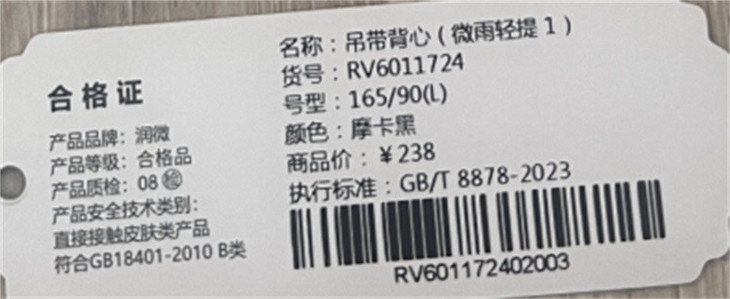 合格证
产品品牌：润微
产品等级：合格品
产品质检：08 检
产品安全技术类别：
直接接触皮肤类产品
符合GB18401-2010 B类
名称：吊带背心（微雨轻提1）
货号：RV6011724
号型：165/90(L)
颜色：摩卡黑
商品价：￥238
执行标准：GB/T 8878-2023
RV601172402003